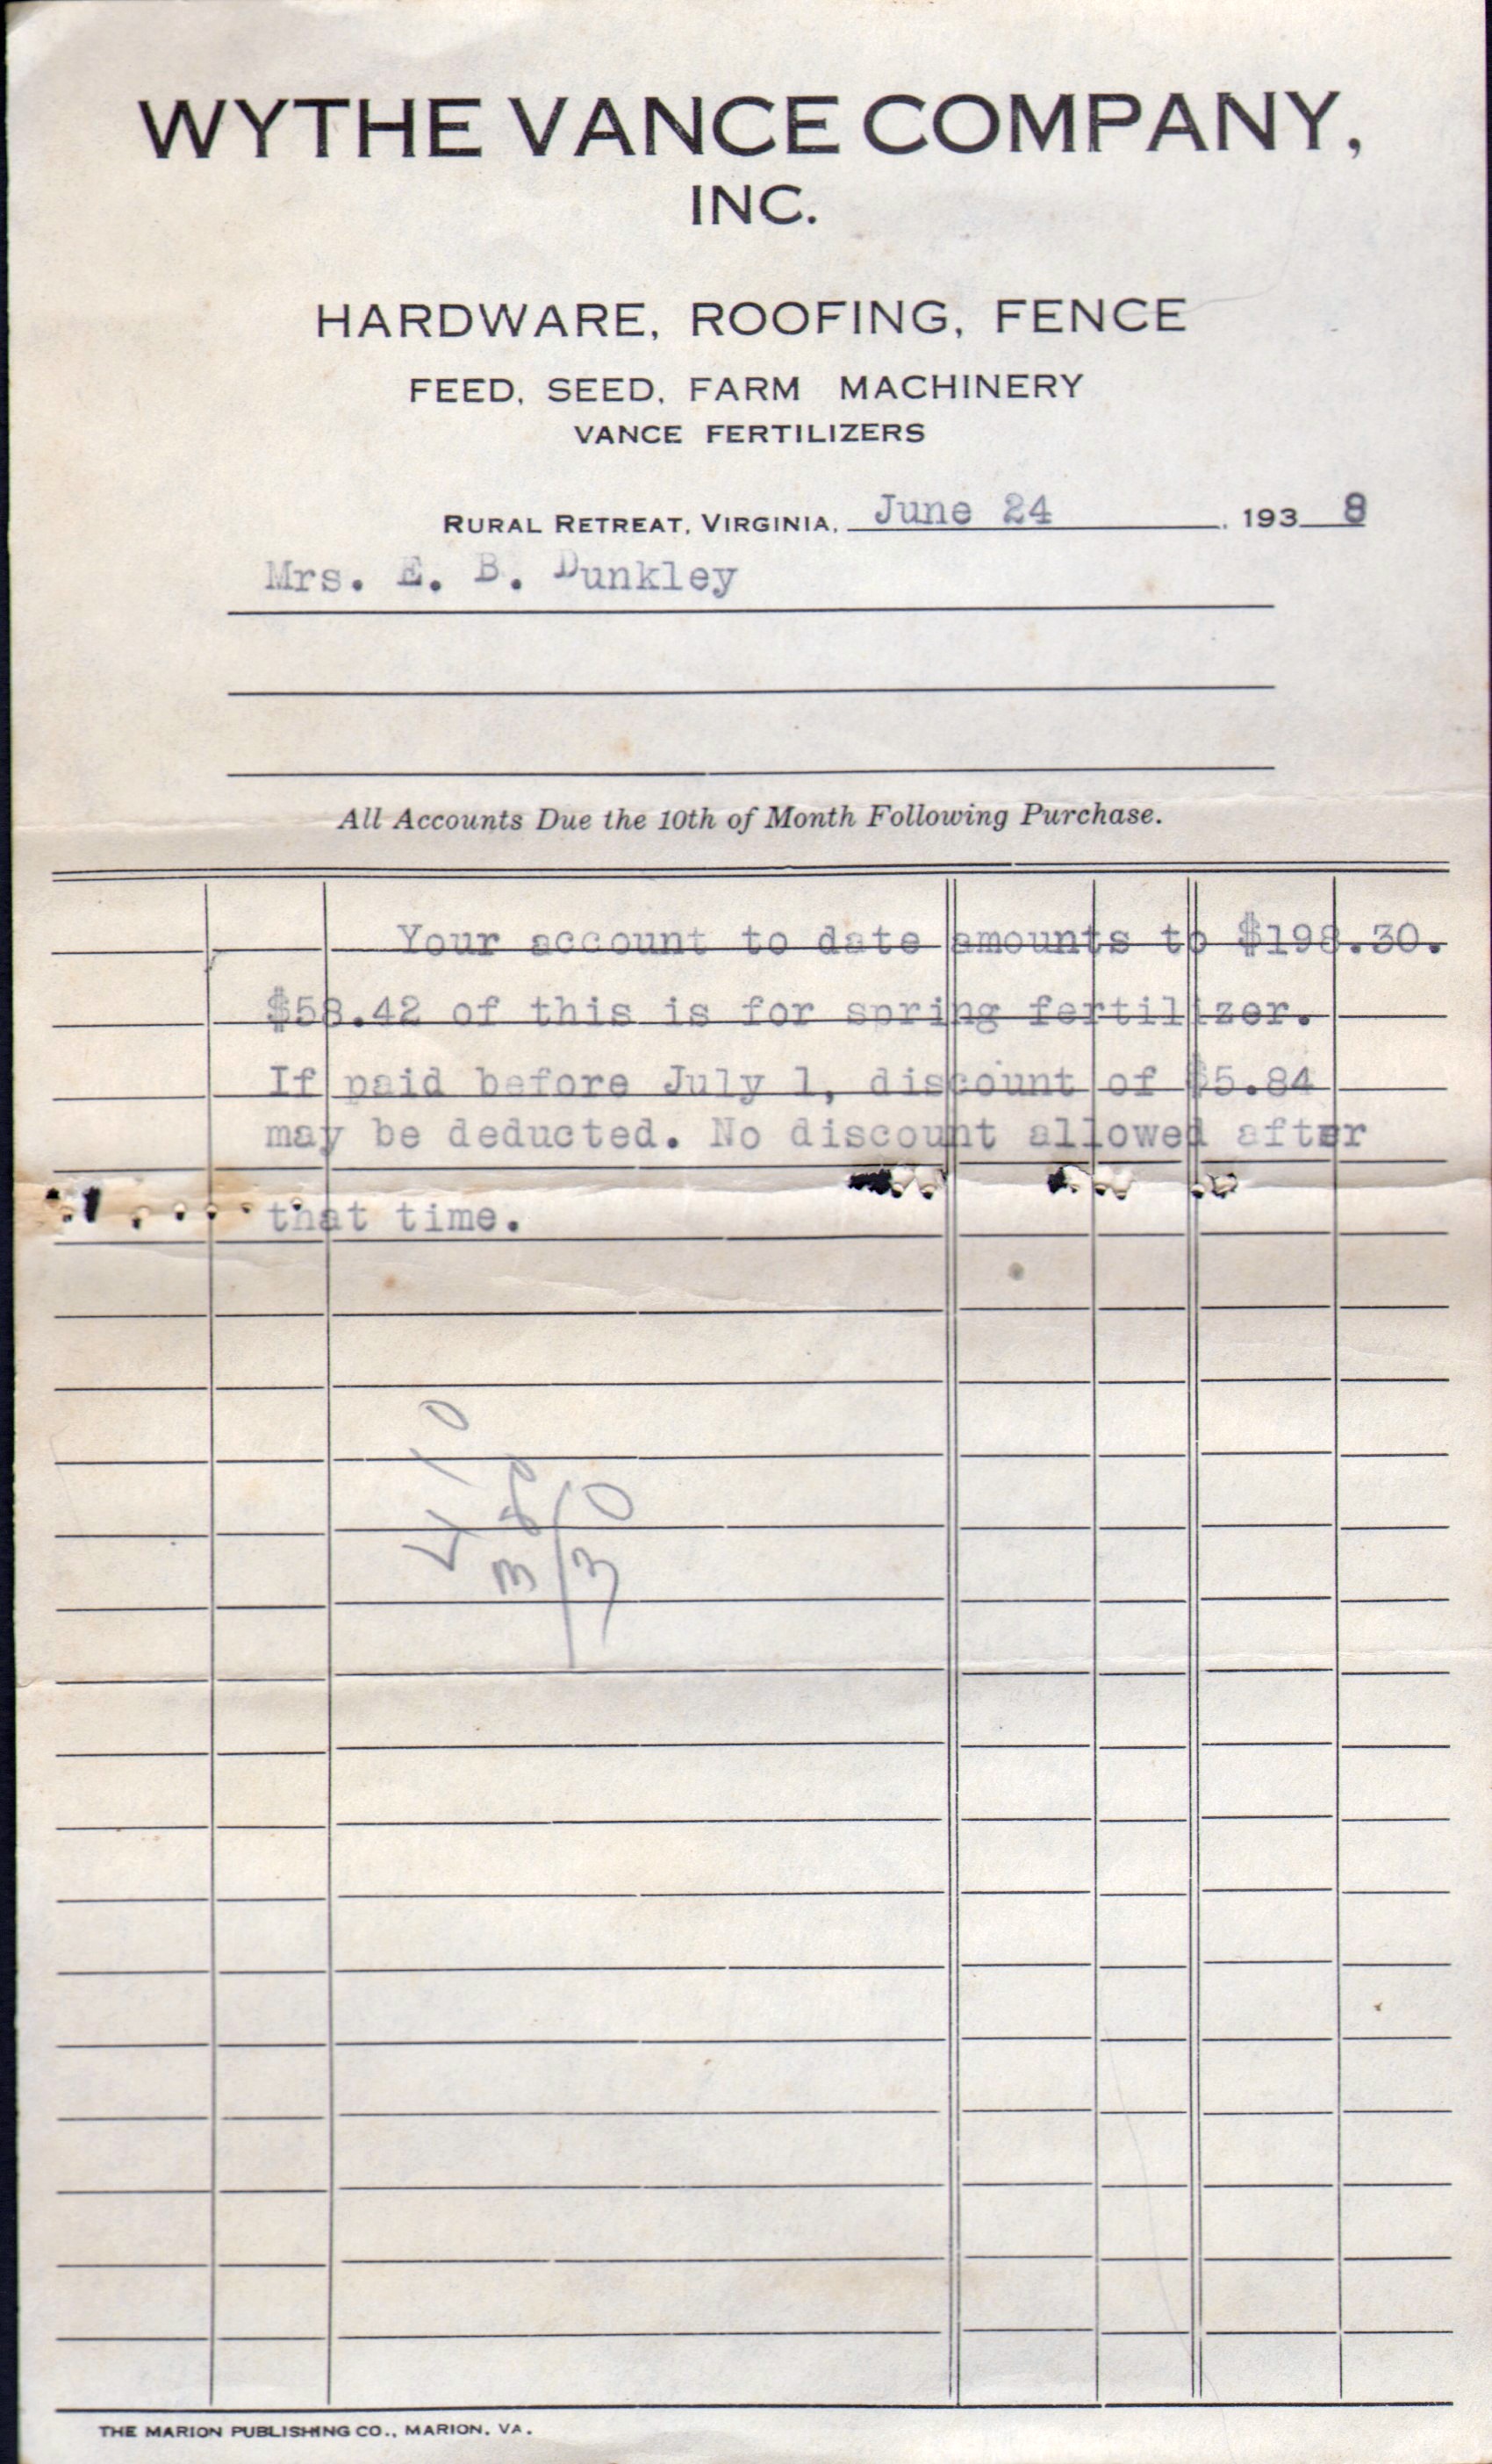 WYTHE VANCE COMPANY,
INC.
HARDWARE, ROOFING, FENCE
FEED, SEED, FARM MACHINERY
VANCE FERTILIZERS
RURAL RETREAT, VIRGINIA, June 24, 193 8
Mrs. E. B. Dunkley
All Accounts Due the 10th of Month Following Purchase.
Your account to date amounts to $198.30.
$58.42 of this is for spring fertilizer.
If paid before July 1, discount of $5.84
may be deducted. No discount allowed after
that time.
THE MARION PUBLISHING CO., MARION, VA.